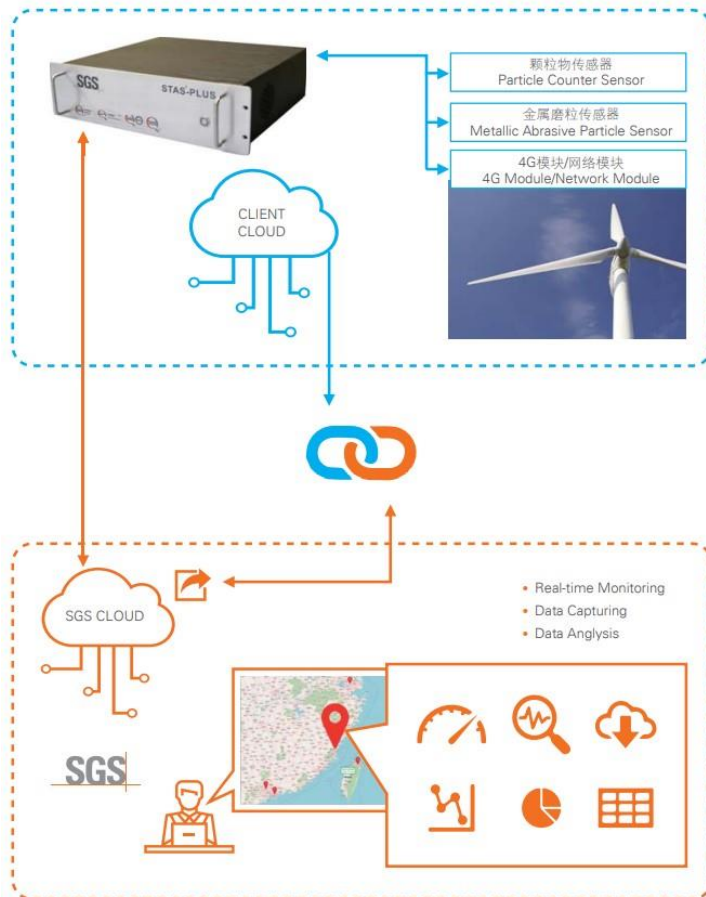 SGS
STAS-PLUS
颗粒物传感器
Particle Counter Sensor
金属磨粒传感器
Metallic Abrasive Particle Sensor
4G模块/网络模块
4G Module/Network Module
CLIENT
CLOUD
SGS CLOUD
• Real-time Monitoring
• Data Capturing
• Data Anglysis
SGS